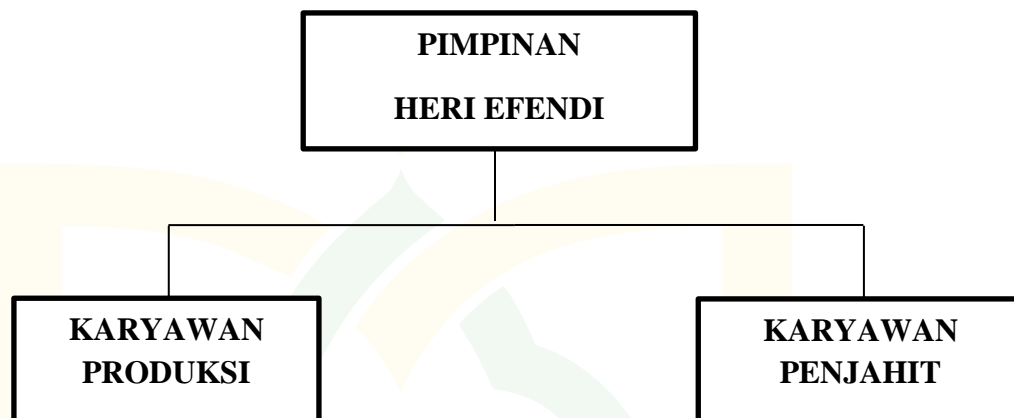 PIMPINAN
HERI EFENDI
KARYAWAN
PRODUKSI
KARYAWAN
PENJAHIT